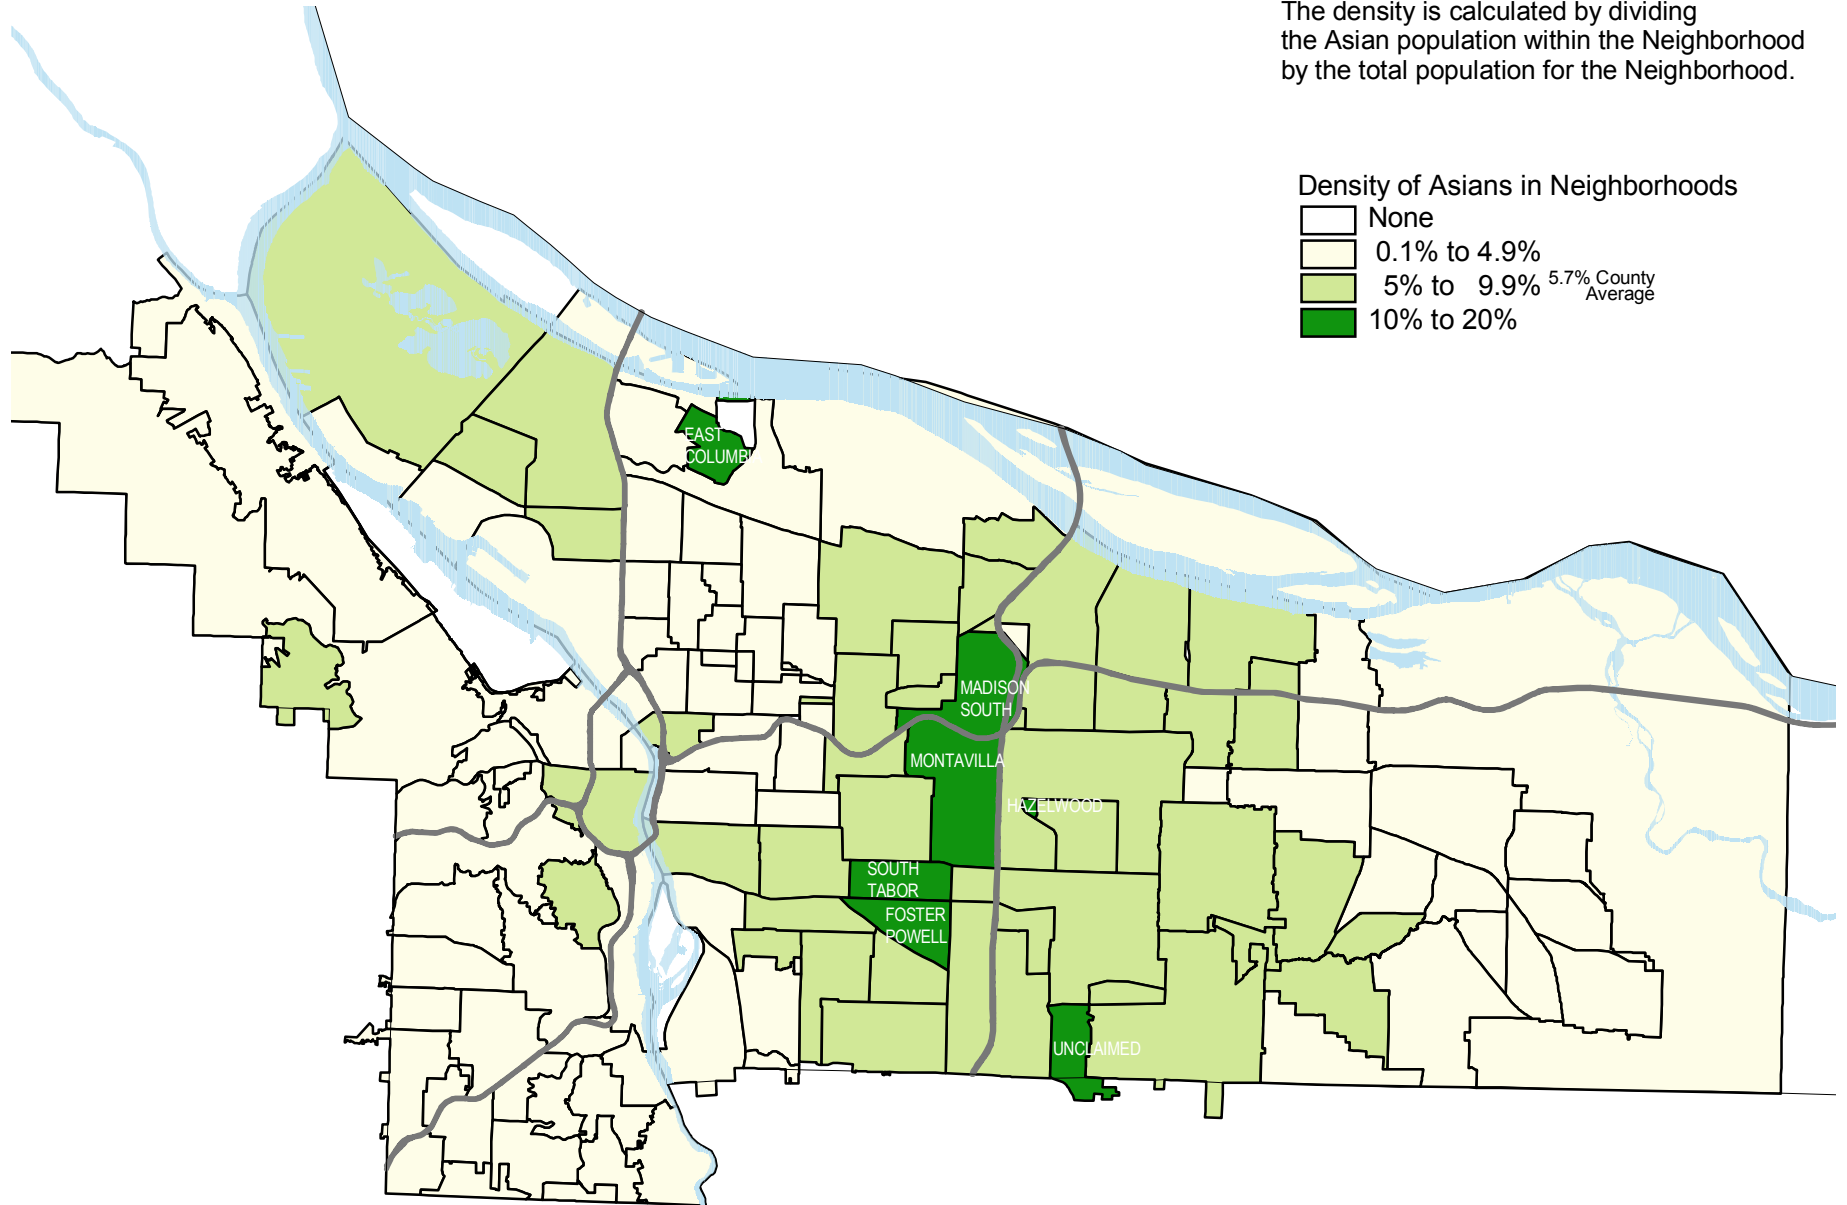 The density is calculated by dividing
the Asian population within the Neighborhood
by the total population for the Neighborhood.
Density of Asians in Neighborhoods
None
0.1% to 4.9%
5% to 9.9% 5.7% County
Average
10% to 20%
EAST
COLUMBIA
MADISON
SOUTH
MONTAVILLA
HAZELWOOD
SOUTH
TABOR
FOSTER
POWELL
UNCLAIMED